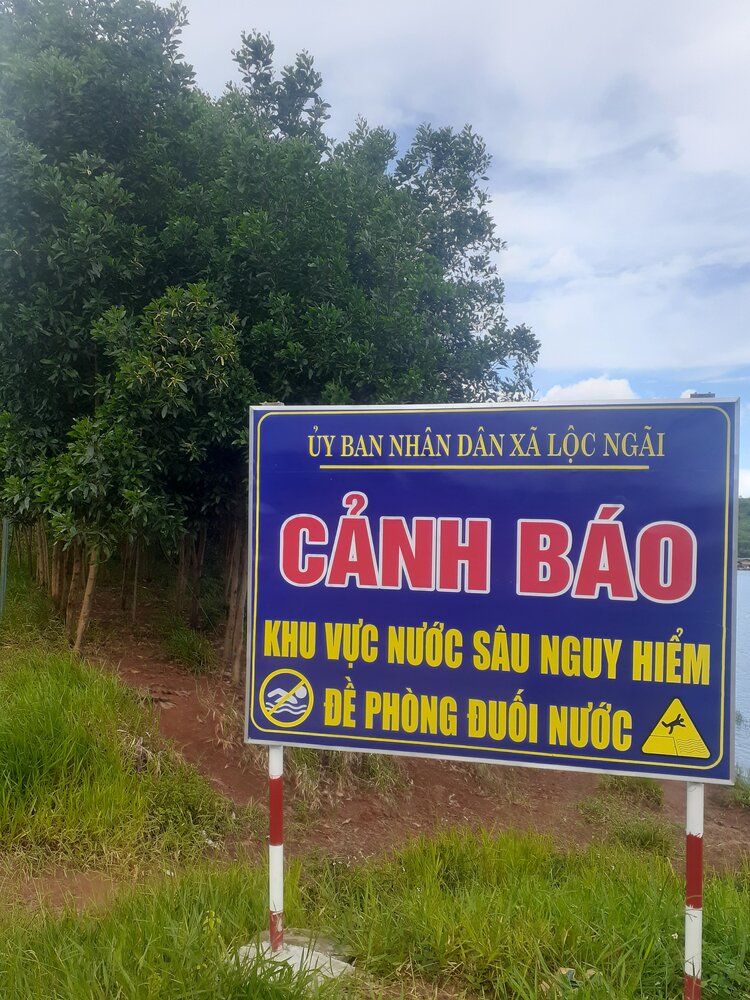 ỦY BAN NHÂN DÂN XÃ LỘC NGÃI
CẢNH BÁO
KHU VỰC NƯỚC SÂU NGUY HIỂM
ĐỀ PHÒNG ĐUỐI NƯỚC